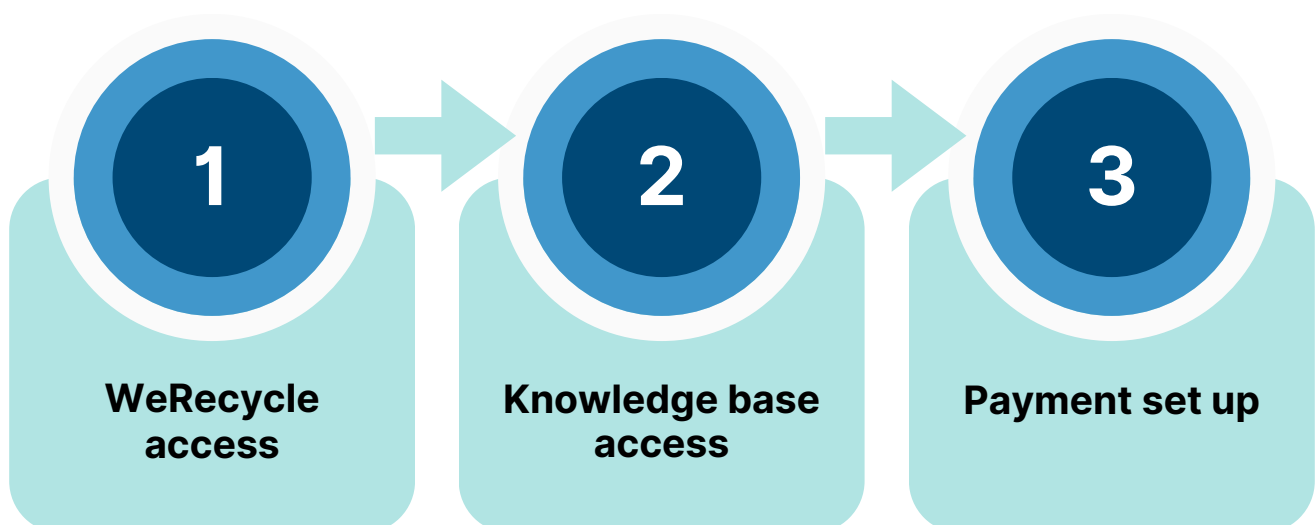 1
2
3
WeRecycle
access
Knowledge base
access
Payment set up